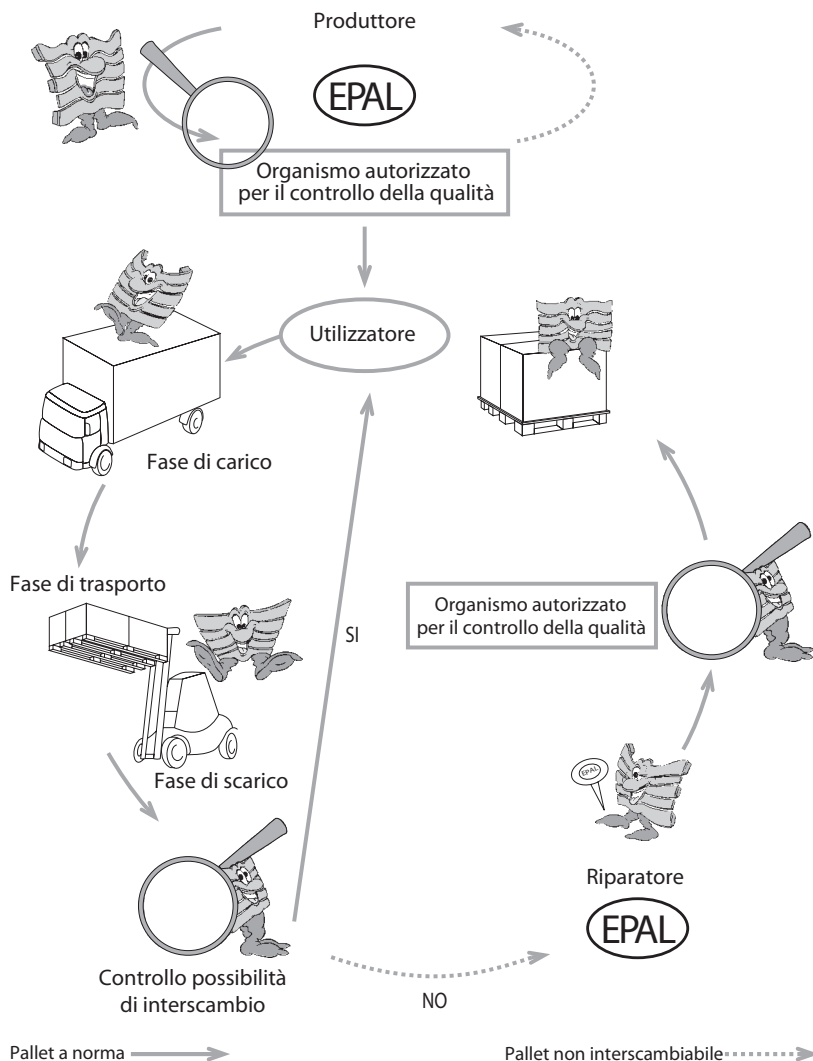 Produttore
EPAL
Organismo autorizzato
per il controllo della qualità
Utilizzatore
Fase di carico
Fase di trasporto
SI
Organismo autorizzato
per il controllo della qualità
Fase di scarico
EPAL
Riparatore
EPAL
Controllo possibilità
di interscambio
NO
Pallet a norma
Pallet non interscambiabile